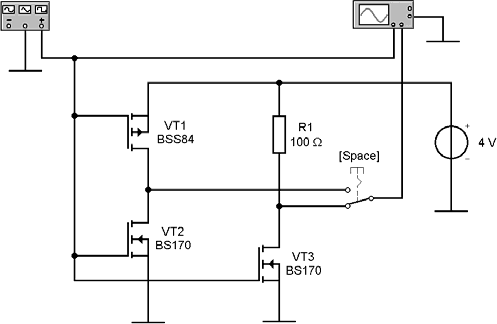 − +
VT1
BSS84
R1
100 Ω
[Space]
+
−
4 V
VT2
BS170
VT3
BS170